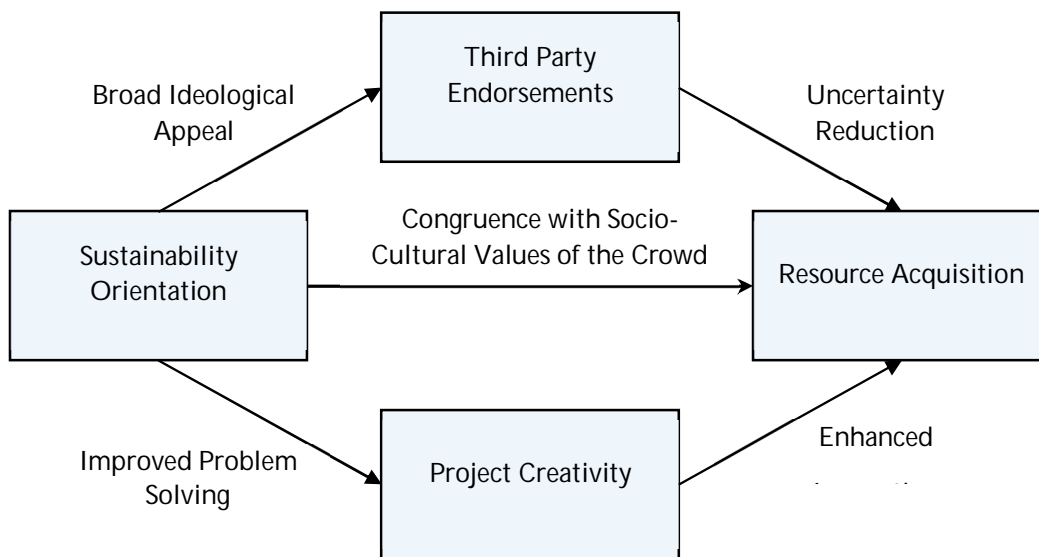 Third Party
Endorsements
Broad Ideological
Appeal
Uncertainty
Reduction
Congruence with Socio-
Cultural Values of the Crowd
Sustainability
Orientation
Resource Acquisition
Improved Problem
Solving
Project Creativity
Enhanced